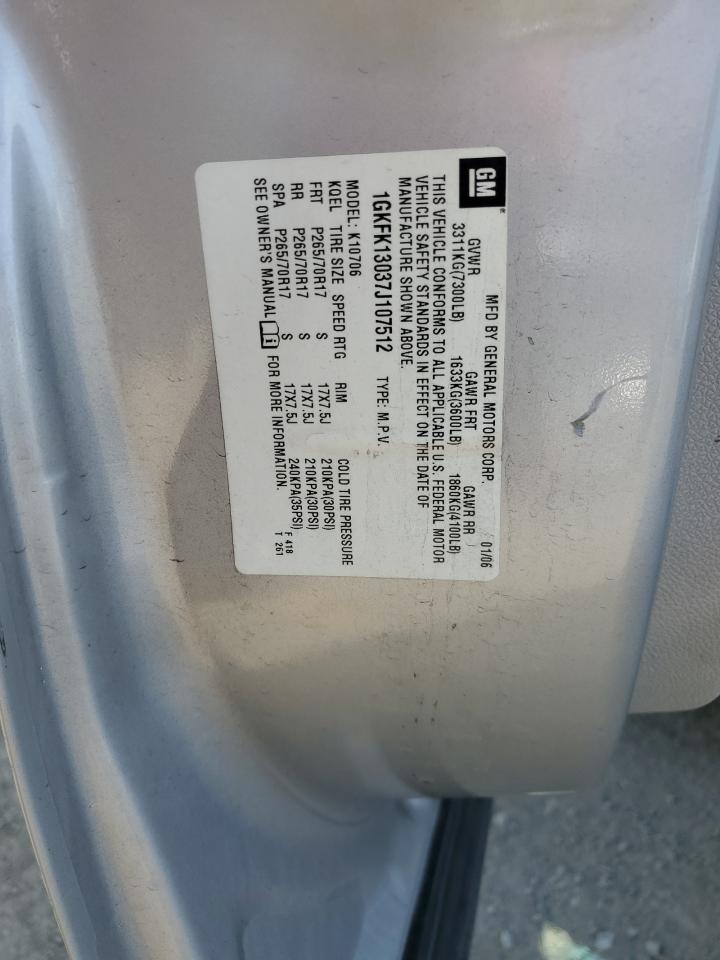 GM
MFD BY GENERAL MOTORS CORP. 01/06
GVWR GAWR FRT GAWR RR
3311KG(7300LB) 1633KG(3600LB) 1860KG(4100LB)
THIS VEHICLE CONFORMS TO ALL APPLICABLE U.S. FEDERAL MOTOR
VEHICLE SAFETY STANDARDS IN EFFECT ON THE DATE OF
MANUFACTURE SHOWN ABOVE.
1GKFK13037J107512 TYPE: M.P.V.
MODEL: K10706
KQEL TIRE SIZE SPEED RTG RIM COLD TIRE PRESSURE
FRT P265/70R17 S 17X7.5J 210KPA(30PSI)
RR P265/70R17 S 17X7.5J 210KPA(30PSI)
SPA P265/70R17 S 17X7.5J 240KPA(35PSI)
SEE OWNER'S MANUAL FOR MORE INFORMATION.
F 418
T 261